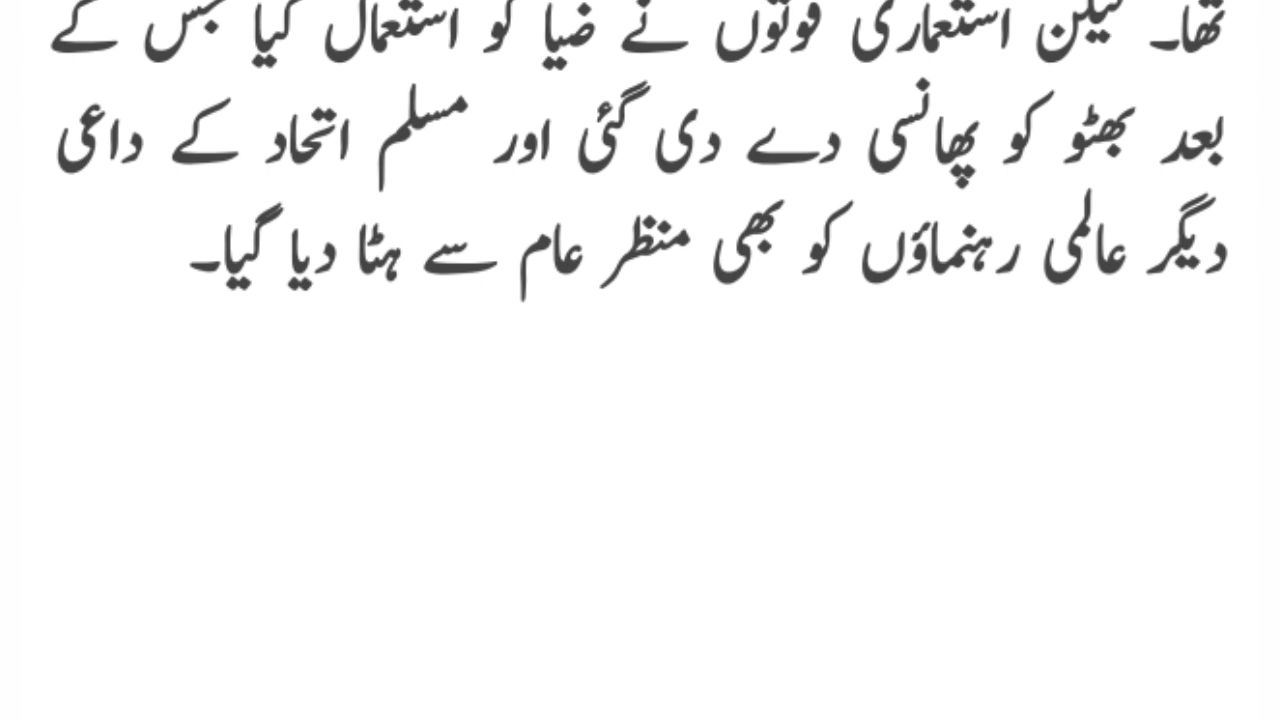 تھا۔ لیکن استعماری قوتوں نے ضیا کو استعمال کیا جس کے
بعد بھٹو کو پھانسی دے دی گئی اور مسلم اتحاد کے داعی
دیگر عالمی رہنماؤں کو بھی منظر عام سے ہٹا دیا گیا۔